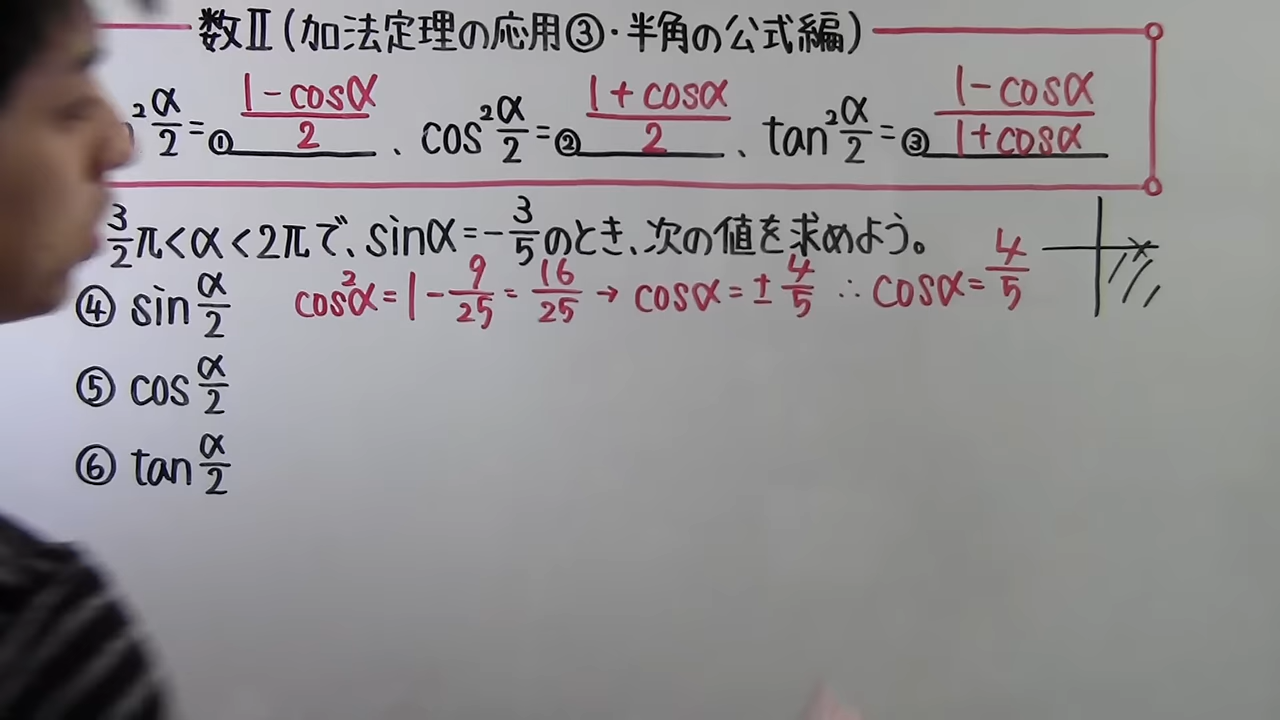 数Ⅱ(加法定理の応用③・半角の公式編)
²α/2=①(1-cosα)/2、cos²α/2=②(1+cosα)/2、tan²α/2=③(1-cosα)/(1+cosα)
3/2π<α<2πで、sinα=-3/5のとき、次の値を求めよう。
④ sin α/2 cos²α=1-9/25=16/25→cosα=±4/5 ∴cosα=4/5
⑤ cos α/2
⑥ tan α/2